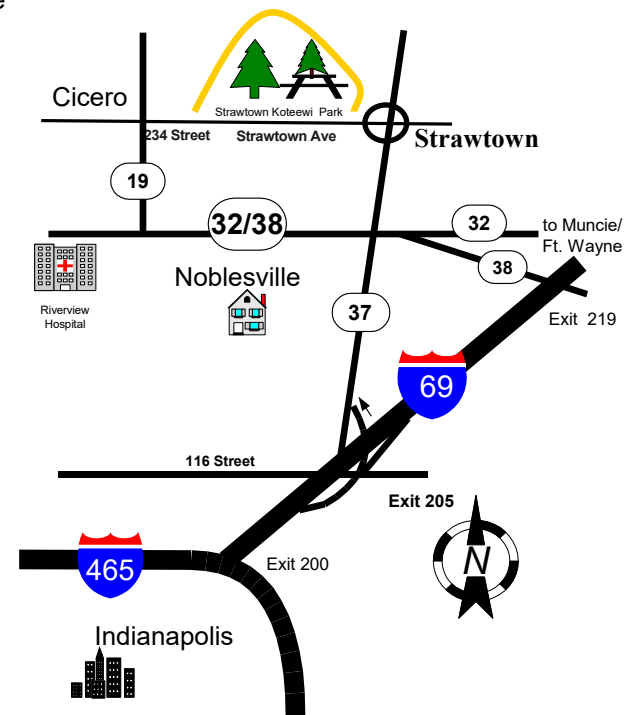 Cicero
Strawtown Koteewi Park
234 Street
Strawtown Ave
Strawtown
19
32/38
32
to Muncie/
Ft. Wayne
38
Riverview
Hospital
Noblesville
37
Exit 219
69
116 Street
Exit 205
465
Exit 200
N
Indianapolis